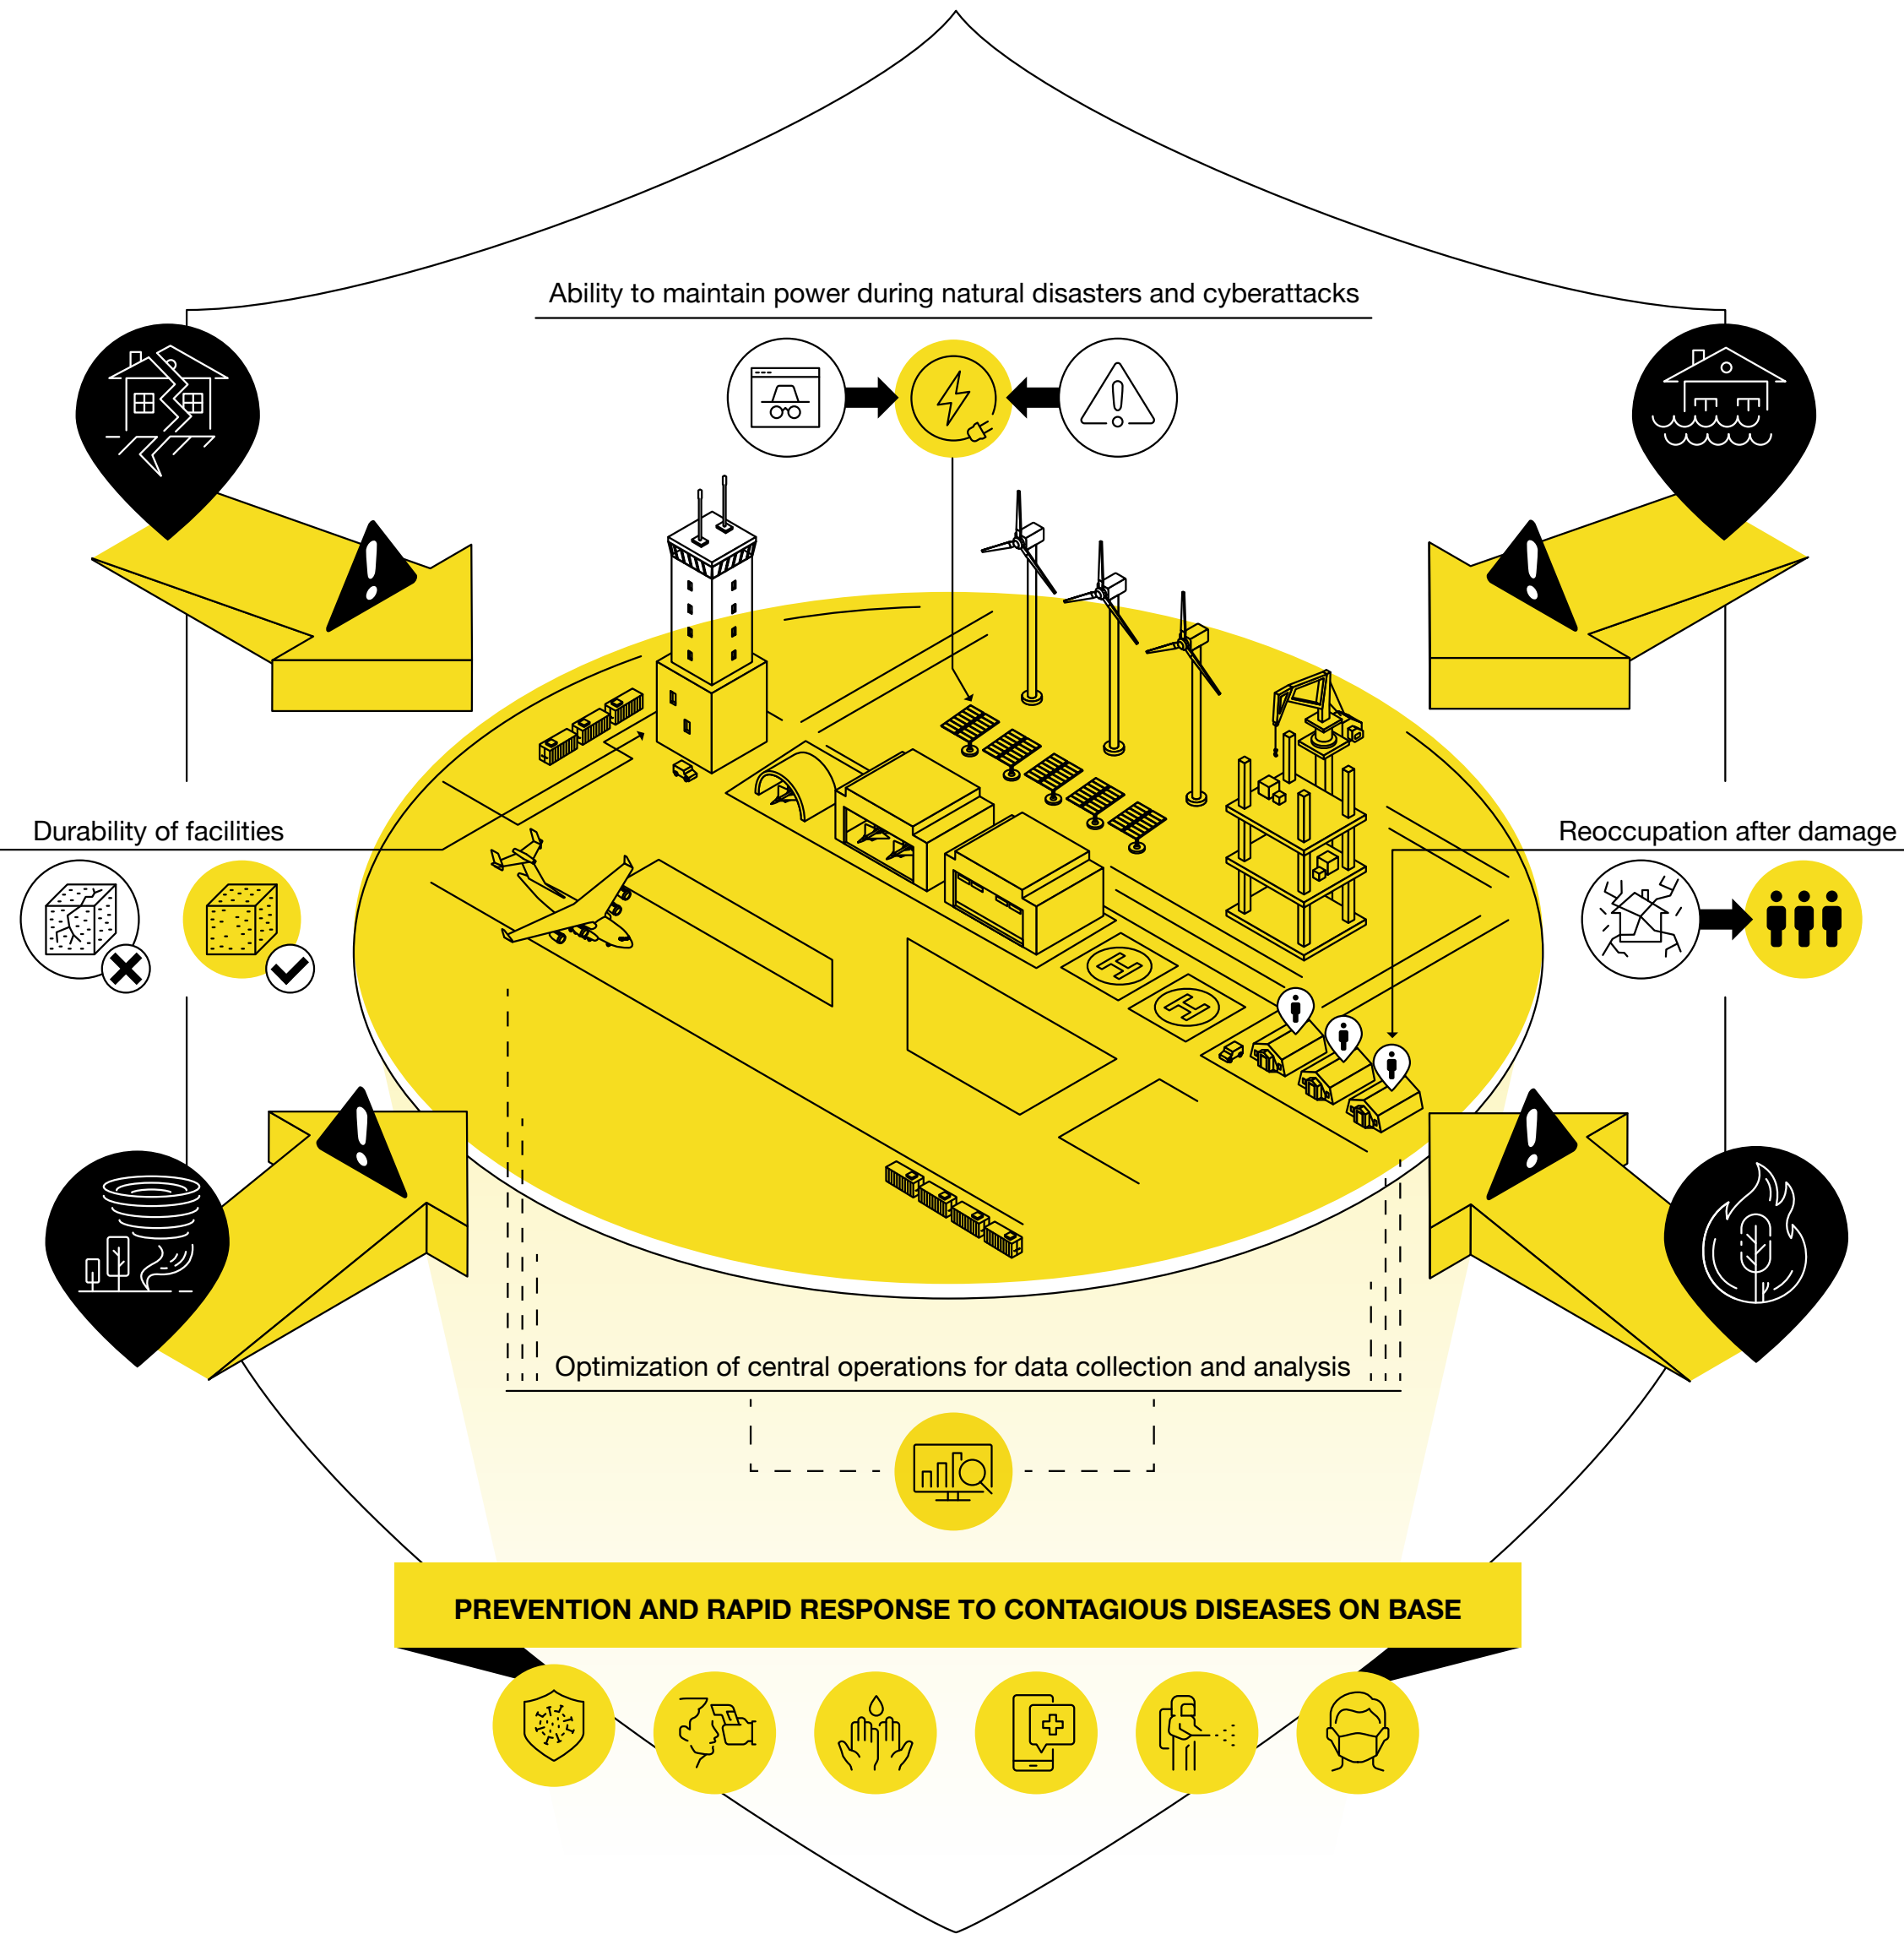 Ability to maintain power during natural disasters and cyberattacks
Durability of facilities
Reoccupation after damage
Optimization of central operations for data collection and analysis
PREVENTION AND RAPID RESPONSE TO CONTAGIOUS DISEASES ON BASE